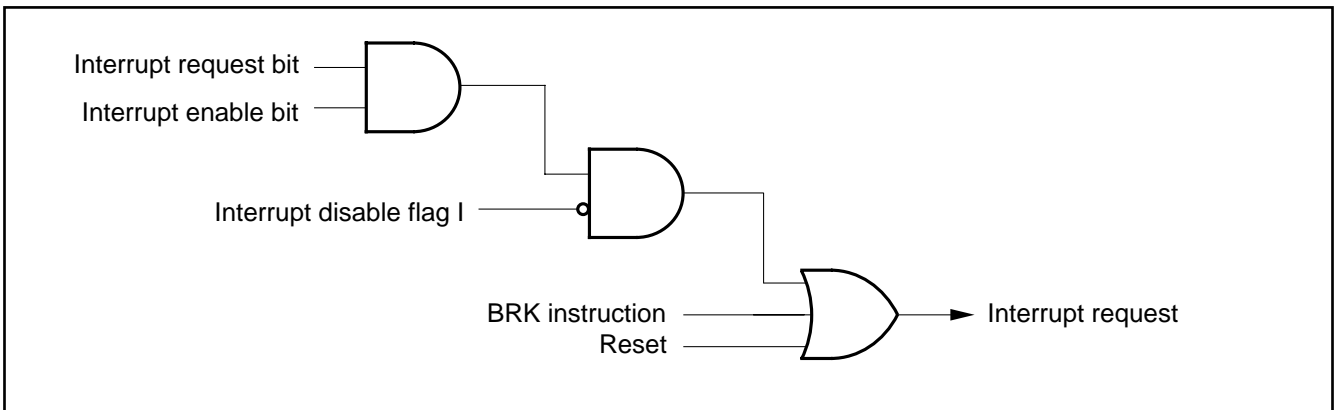 Interrupt request bit
Interrupt enable bit
Interrupt disable flag I
BRK instruction
Reset
Interrupt request